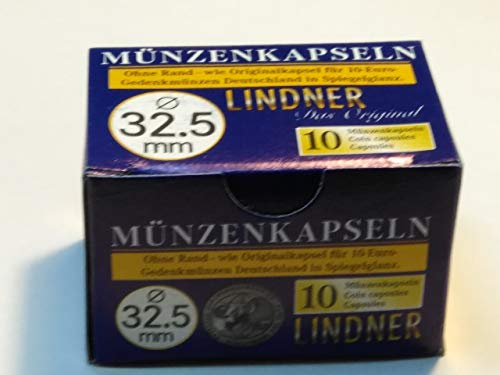 MÜNZENKAPSELN
Ohne Rand - wie Originalkapsel für 10-Euro-
Gedenkmünzen Deutschland in Spiegelglanz.
LINDNER
Das Original
Ø
32.5
mm
10
Münzenkapseln
Coin capsules
Capsules
MÜNZENKAPSELN
Ohne Rand - wie Originalkapsel für 10-Euro-
Gedenkmünzen Deutschland in Spiegelglanz.
Ø
32.5
mm
10
Münzenkapseln
Coin capsules
Capsules
LINDNER